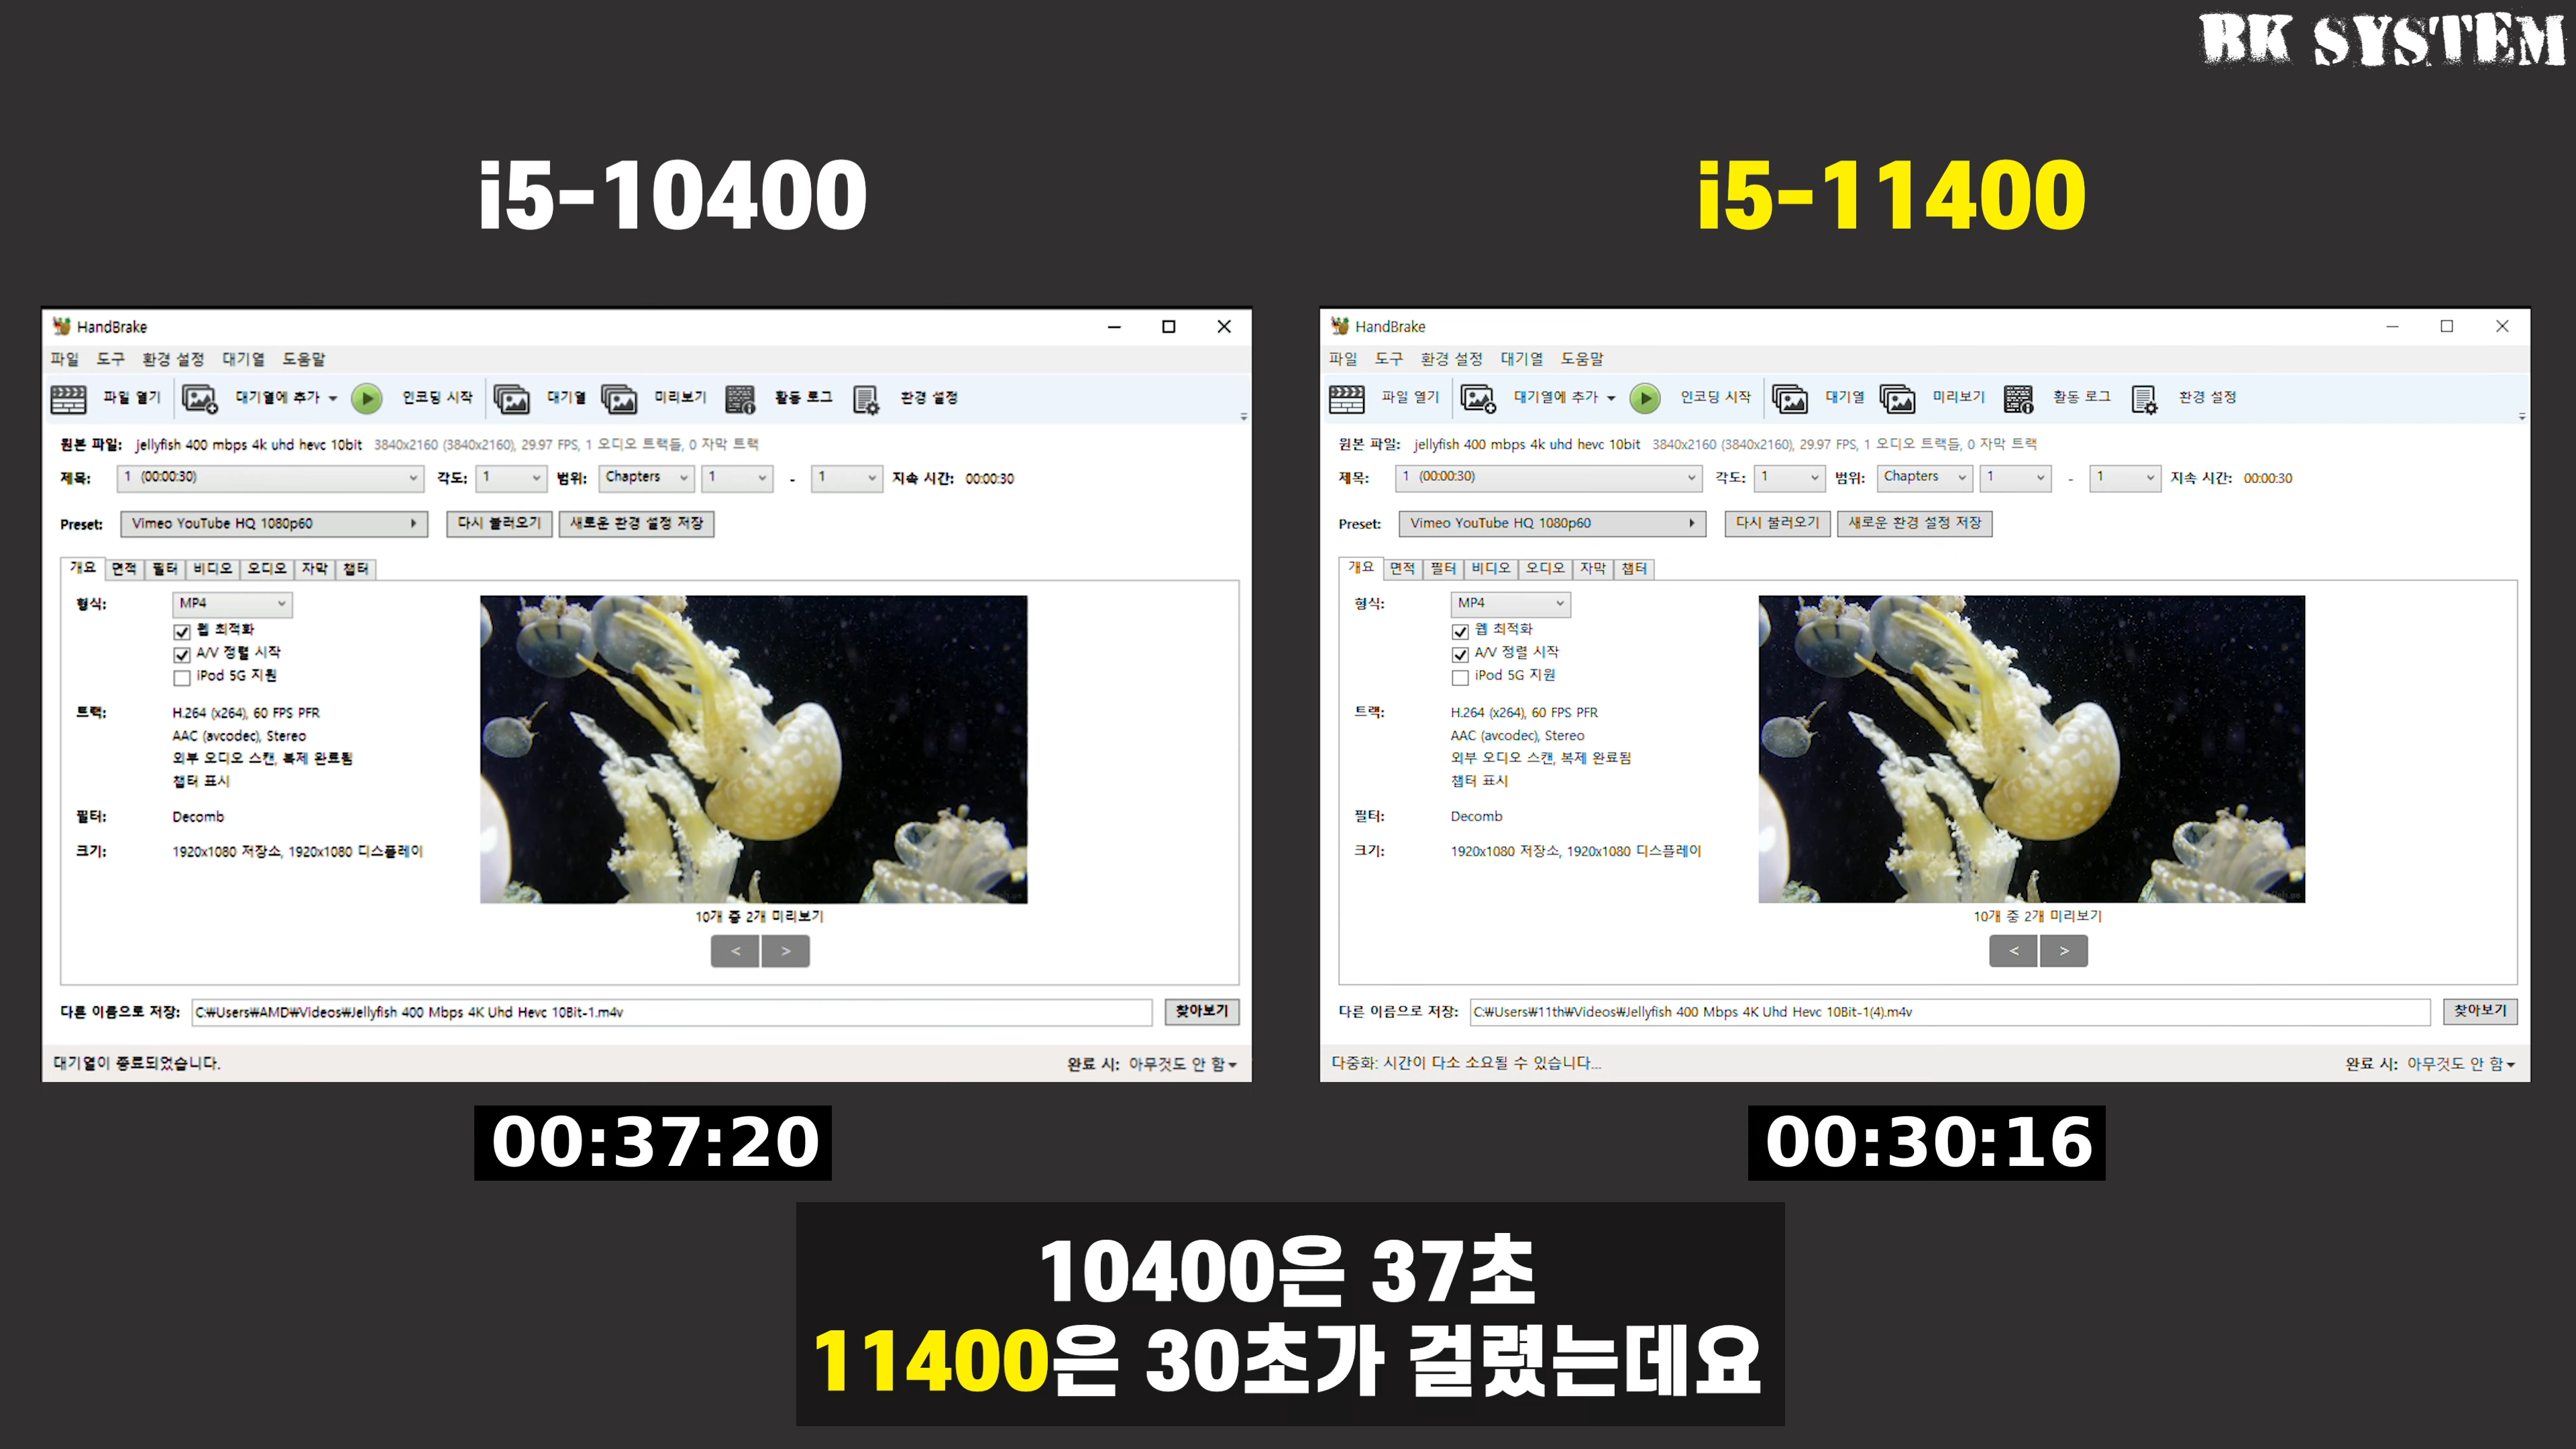 BK SYSTEM
i5-10400
i5-11400
HandBrake
파일 도구 환경 설정 대기열 도움말
파일 열기 대기열에 추가 인코딩 시작 대기열 미리보기 활동 로그 환경 설정
원본 파일: jellyfish 400 mbps 4k uhd hevc 10bit 3840x2160 (3840x2160), 29.97 FPS, 1 오디오 트랙들, 0 자막 트랙
제목: 1 (00:00:30) 각도: 1 범위: Chapters 1 - 1 지속 시간: 00:00:30
Preset: Vimeo YouTube HQ 1080p60 다시 불러오기 새로운 환경 설정 저장
개요 면적 필터 비디오 오디오 자막 챕터
형식: MP4
웹 최적화
A/V 정렬 시작
iPod 5G 지원
트랙: H.264 (x264), 60 FPS PFR
AAC (avcodec), Stereo
외부 오디오 스캔, 복제 완료됨
챕터 표시
필터: Decomb
크기: 1920x1080 저장소, 1920x1080 디스플레이
10개 중 2개 미리보기
< >
다른 이름으로 저장: C:₩Users₩AMD₩Videos₩Jellyfish 400 Mbps 4K Uhd Hevc 10Bit-1.m4v 찾아보기
대기열이 종료되었습니다. 완료 시: 아무것도 안 함
00:37:20
HandBrake
파일 도구 환경 설정 대기열 도움말
파일 열기 대기열에 추가 인코딩 시작 대기열 미리보기 활동 로그 환경 설정
원본 파일: jellyfish 400 mbps 4k uhd hevc 10bit 3840x2160 (3840x2160), 29.97 FPS, 1 오디오 트랙들, 0 자막 트랙
제목: 1 (00:00:30) 각도: 1 범위: Chapters 1 - 1 지속 시간: 00:00:30
Preset: Vimeo YouTube HQ 1080p60 다시 불러오기 새로운 환경 설정 저장
개요 면적 필터 비디오 오디오 자막 챕터
형식: MP4
웹 최적화
A/V 정렬 시작
iPod 5G 지원
트랙: H.264 (x264), 60 FPS PFR
AAC (avcodec), Stereo
외부 오디오 스캔, 복제 완료됨
챕터 표시
필터: Decomb
크기: 1920x1080 저장소, 1920x1080 디스플레이
10개 중 2개 미리보기
< >
다른 이름으로 저장: C:₩Users₩11th₩Videos₩Jellyfish 400 Mbps 4K Uhd Hevc 10Bit-1(4).m4v 찾아보기
다중화: 시간이 다소 소요될 수 있습니다... 완료 시: 아무것도 안 함
00:30:16
10400은 37초
11400은 30초가 걸렸는데요